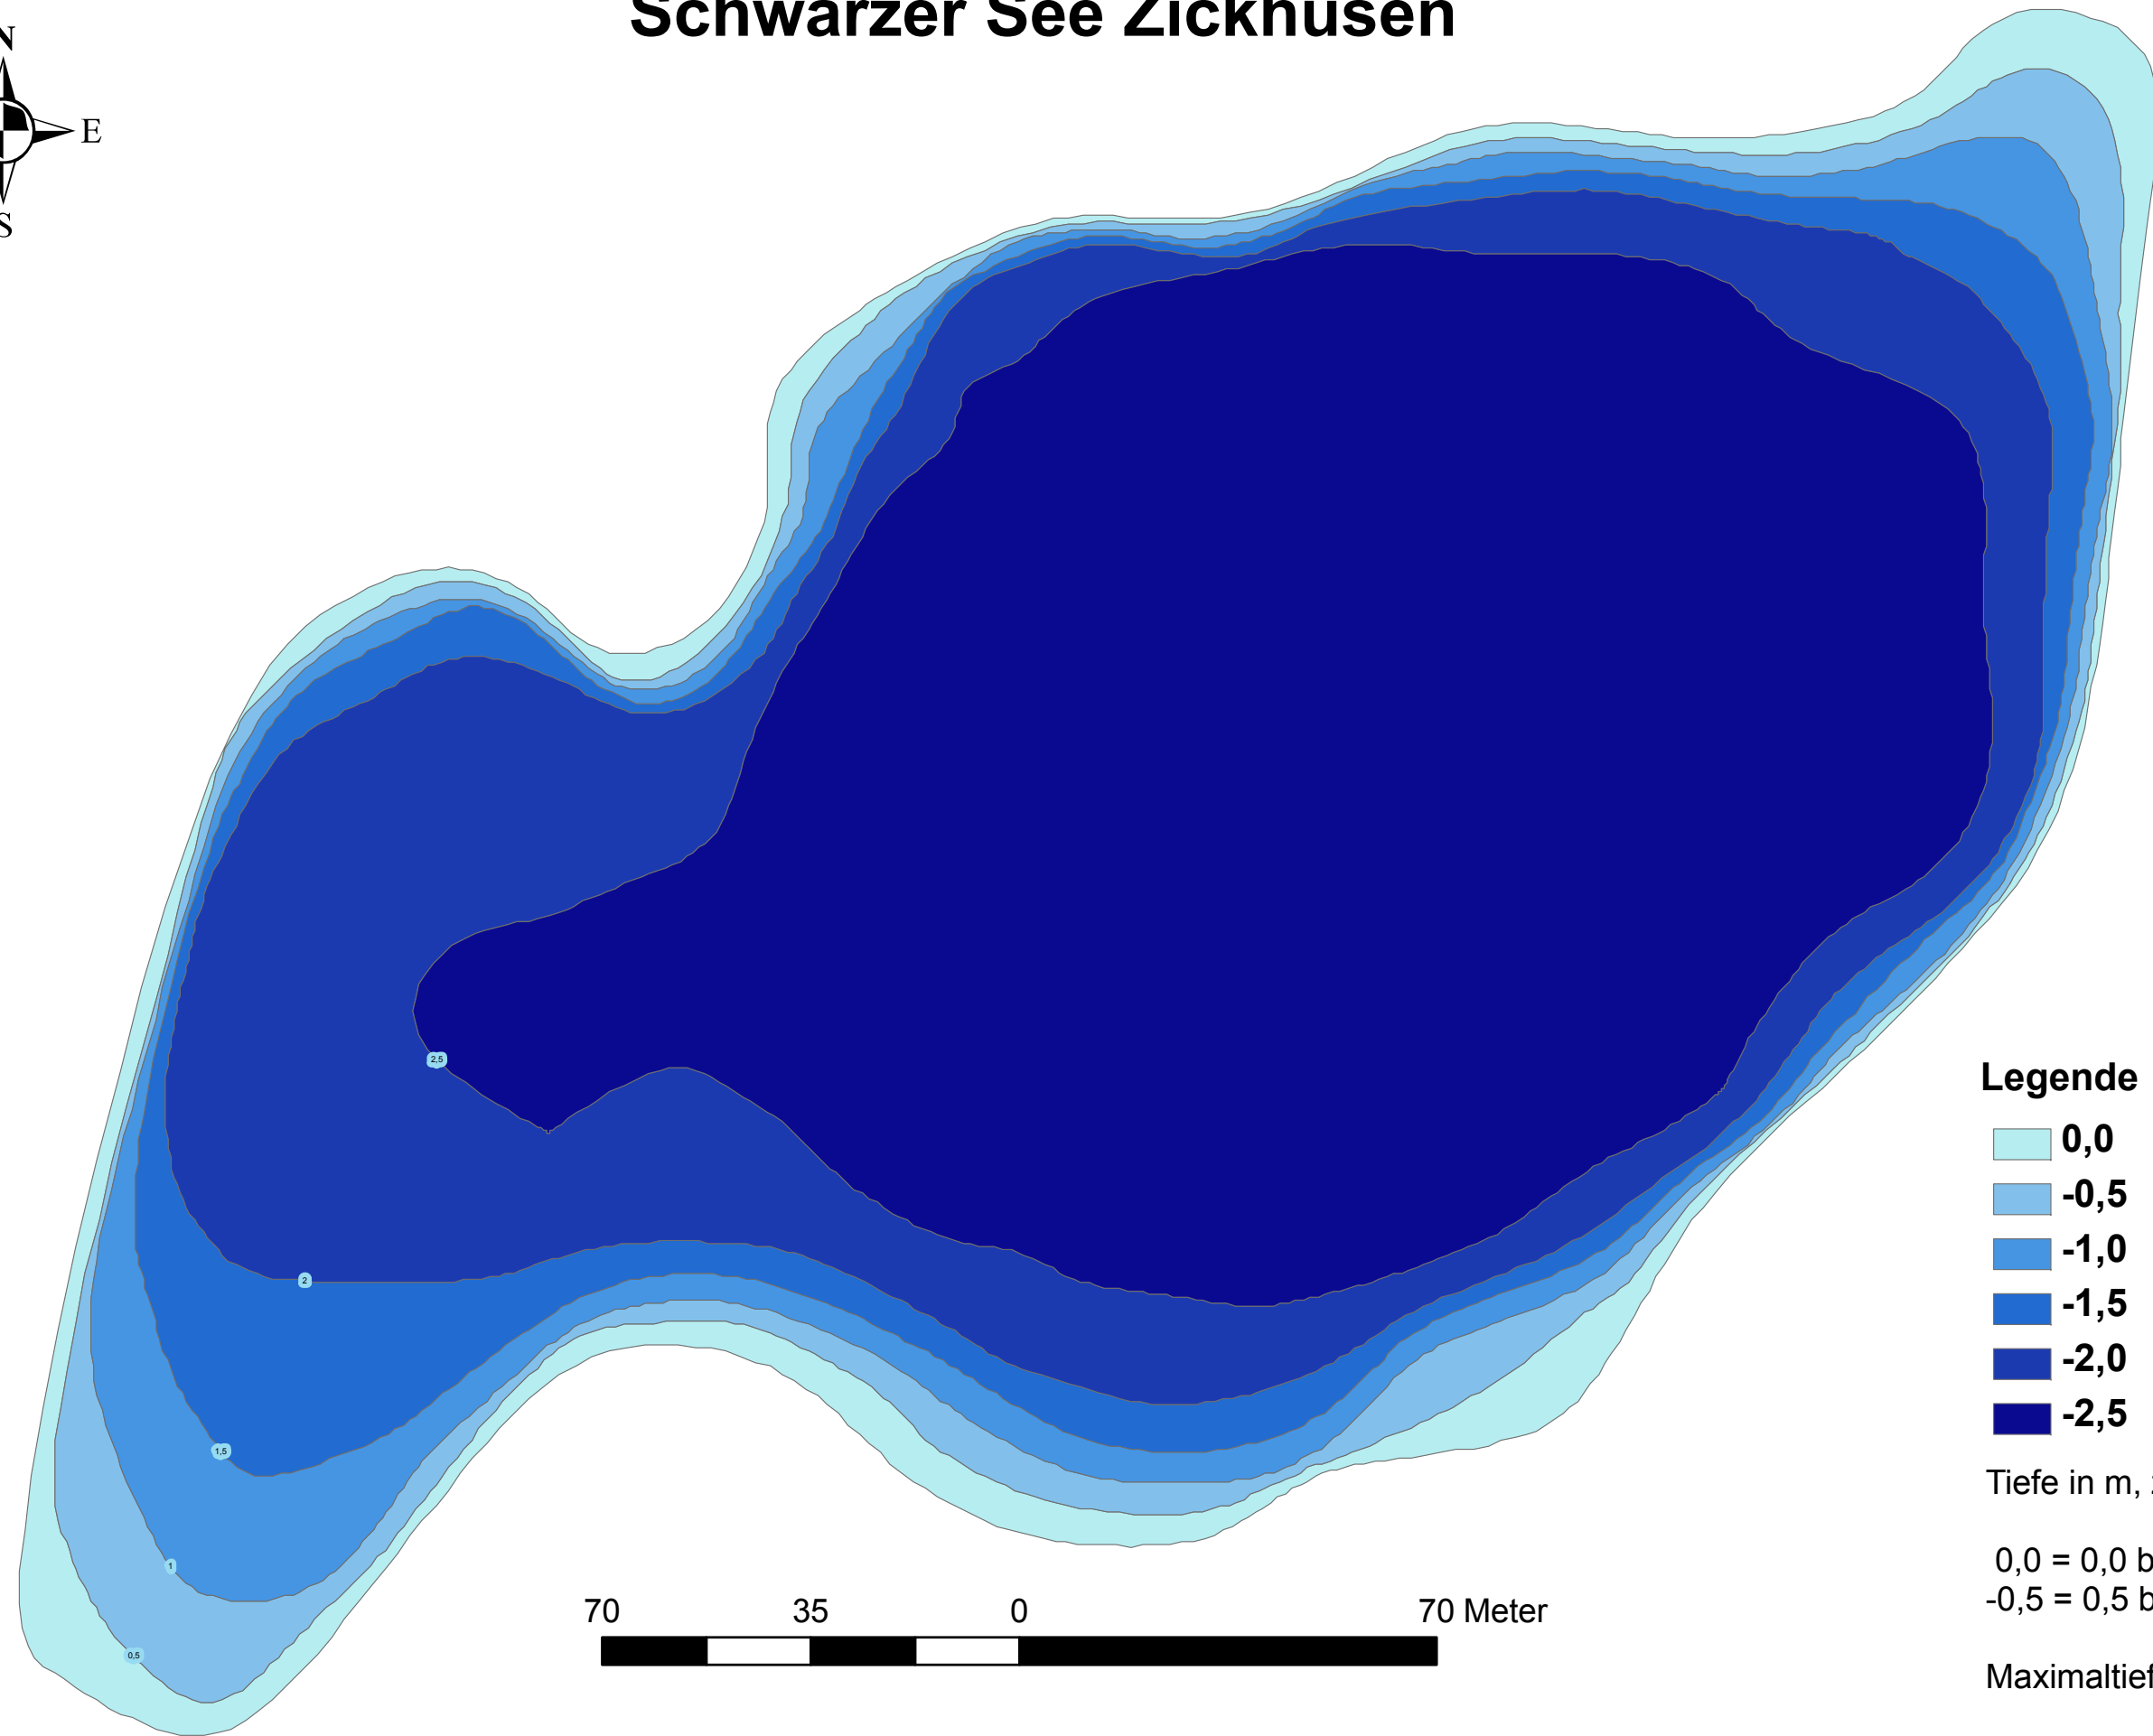 Schwarzer See Zickhusen
N
E
S
2,5
2
1,5
1
0,5
Legende
0,0
-0,5
-1,0
-1,5
-2,0
-2,5
Tiefe in m,
0,0 = 0,0 b
-0,5 = 0,5 b
Maximaltief
70 35 0 70 Meter